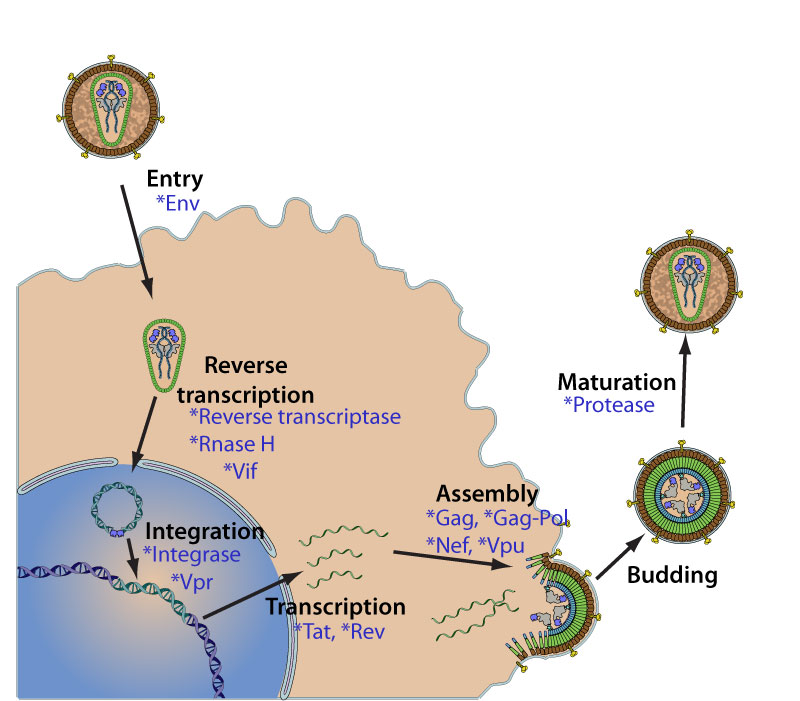 Entry
*Env
Reverse
transcription
*Reverse transcriptase
*Rnase H
*Vif
Integration
*Integrase
*Vpr
Transcription
*Tat, *Rev
Assembly
*Gag, *Gag-Pol
*Nef, *Vpu
Budding
Maturation
*Protease